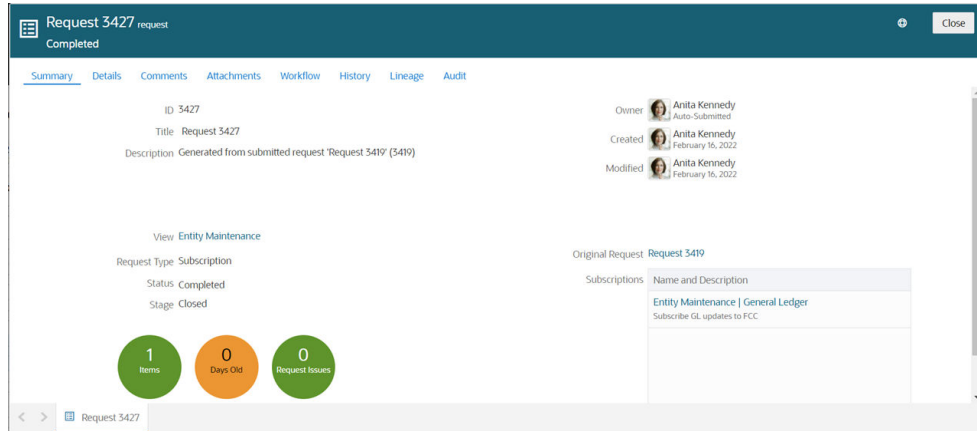 Request 3427 request
Completed
Close
Summary Details Comments Attachments Workflow History Lineage Audit
ID 3427
Title Request 3427
Description Generated from submitted request 'Request 3419' (3419)
Owner Anita Kennedy
Auto-Submitted
Created Anita Kennedy
February 16, 2022
Modified Anita Kennedy
February 16, 2022
View Entity Maintenance
Request Type Subscription
Status Completed
Stage Closed
Original Request Request 3419
Subscriptions Name and Description
Entity Maintenance | General Ledger
Subscribe GL updates to FCC
1
Items
0
Days Old
0
Request Issues
Request 3427